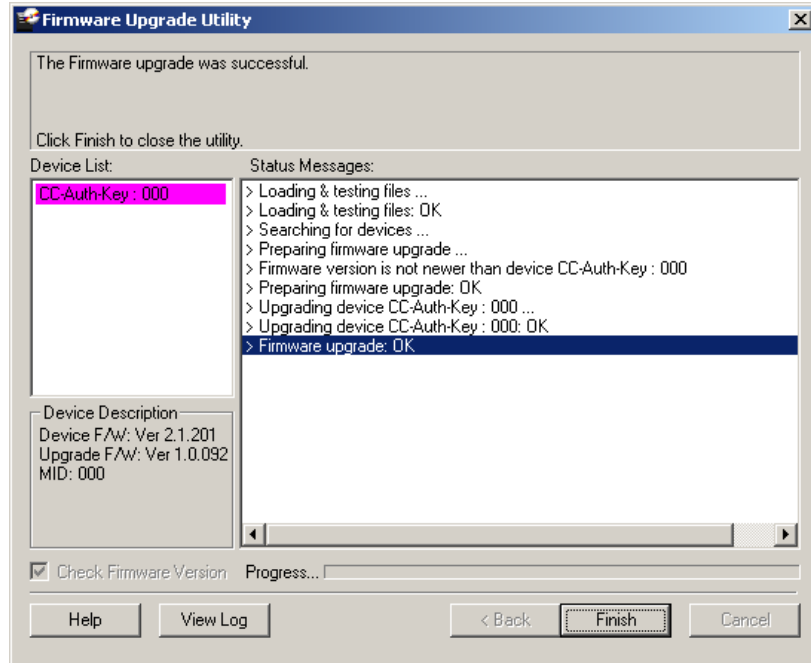 Firmware Upgrade Utility
The Firmware upgrade was successful.
Click Finish to close the utility.
Device List:
CC-Auth-Key : 000
Device Description
Device F/W: Ver 2.1.201
Upgrade F/W: Ver 1.0.092
MID: 000
Status Messages:
> Loading & testing files ...
> Loading & testing files: OK
> Searching for devices ...
> Preparing firmware upgrade ...
> Firmware version is not newer than device CC-Auth-Key : 000
> Preparing firmware upgrade: OK
> Upgrading device CC-Auth-Key : 000 ...
> Upgrading device CC-Auth-Key : 000: OK
> Firmware upgrade: OK
Check Firmware Version Progress...
Help View Log < Back Finish Cancel